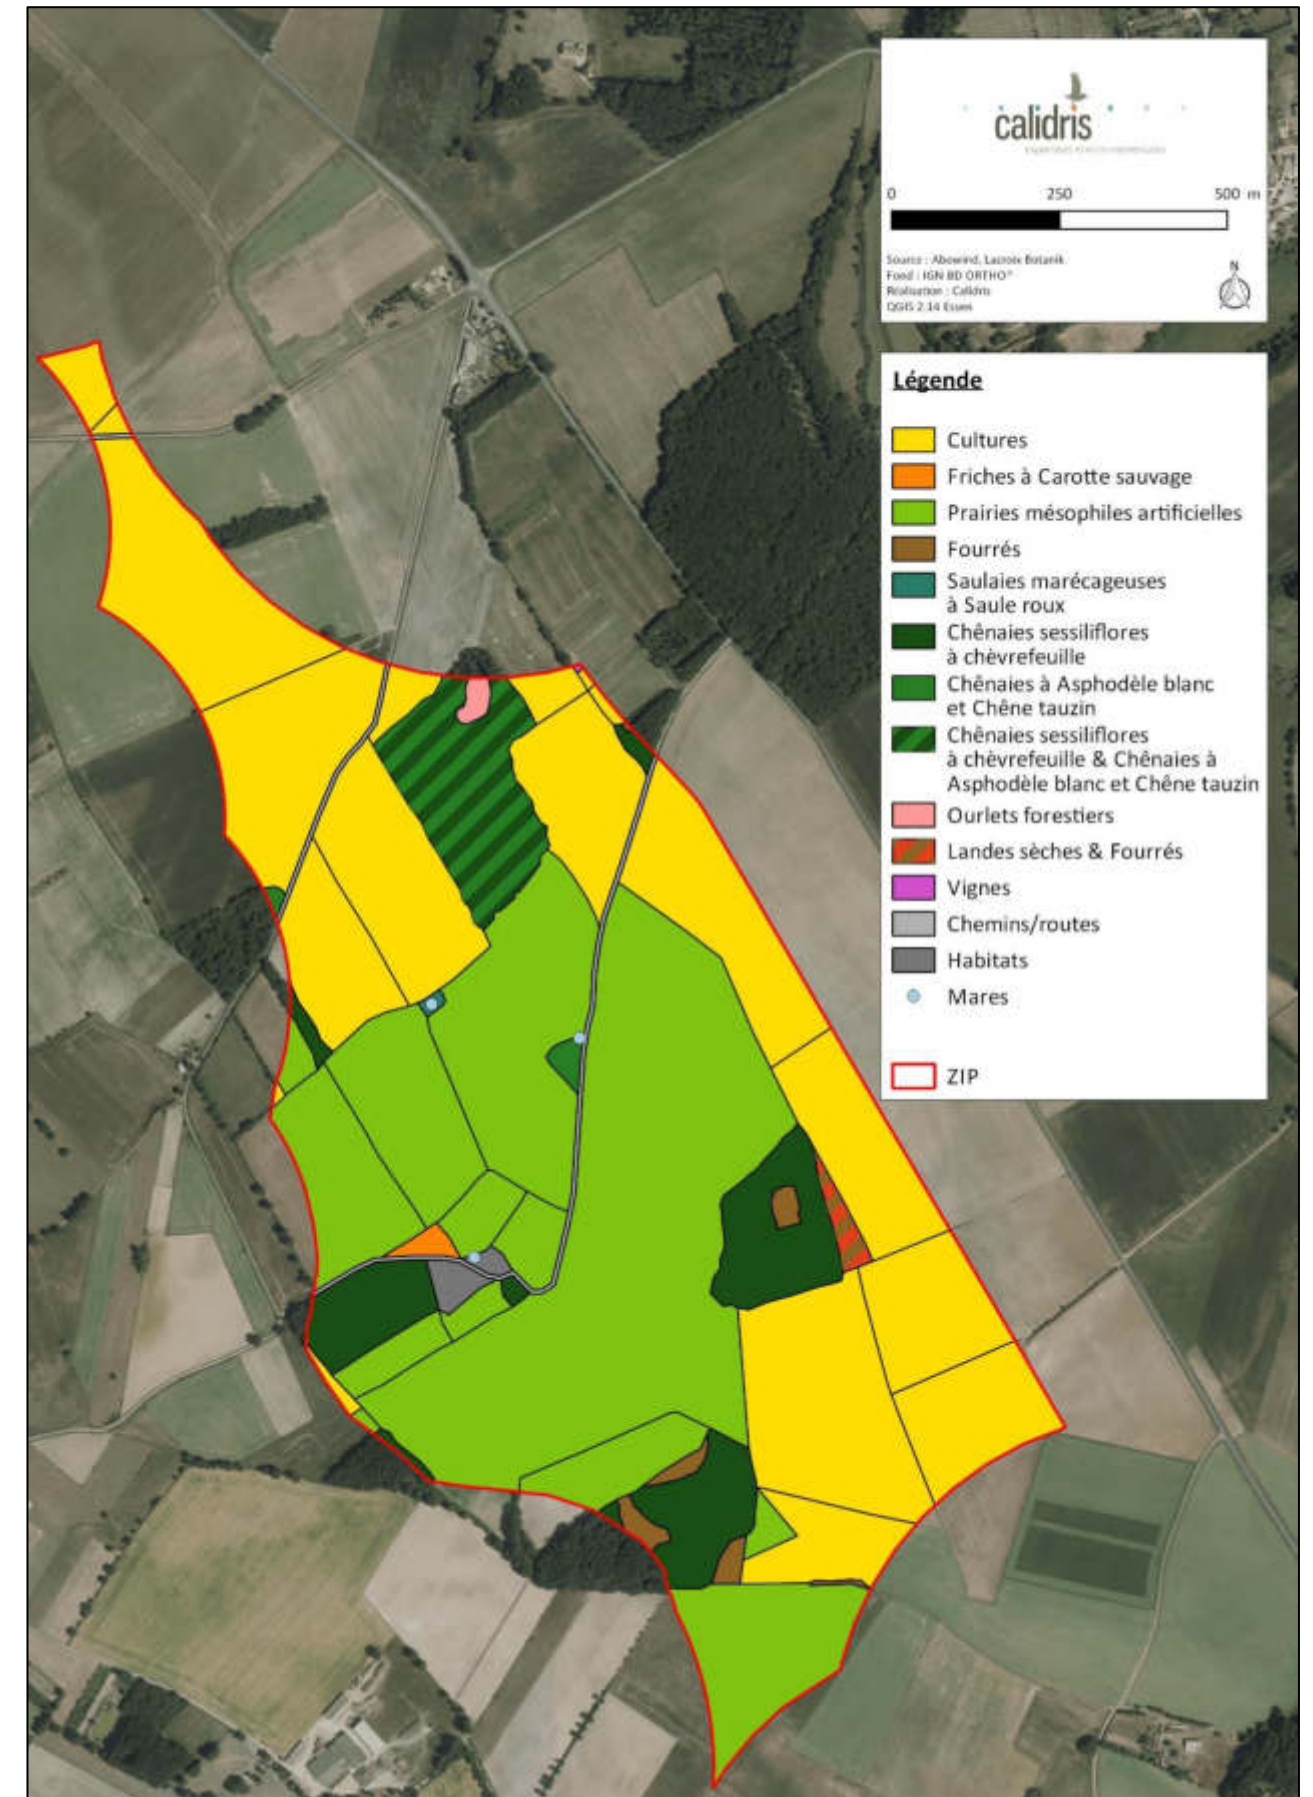 calidris
0 250 500 m
Source : Abowind, Lacroix Botanik
Fond : IGN BD ORTHO®
Réalisation : Calidris
QGIS 2.14 Essen
N
Légende
Cultures
Friches à Carotte sauvage
Prairies mésophiles artificielles
Fourrés
Saulaies marécageuses
à Saule roux
Chênaies sessiliflores
à chèvrefeuille
Chênaies à Asphodèle blanc
et Chêne tauzin
Chênaies sessiliflores
à chèvrefeuille & Chênaies à
Asphodèle blanc et Chêne tauzin
Ourlets forestiers
Landes sèches & Fourrés
Vignes
Chemins/routes
Habitats
Mares
ZIP